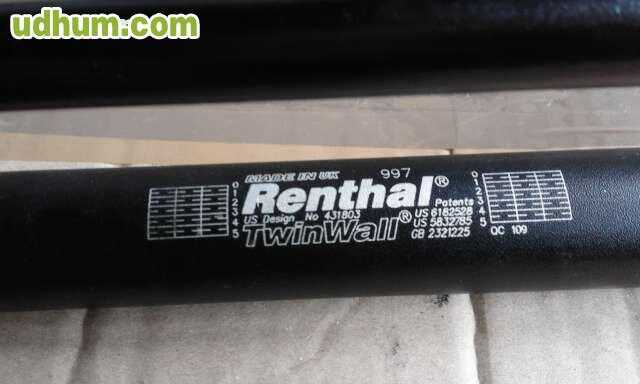 udhum.com
MADE IN UK 997
Renthal®
US Design No 431803
TwinWall®
Patents
US 6182528
US 5832785
GB 2321225
QC 109
0
1
2
3
4
5
0
1
2
3
4
5